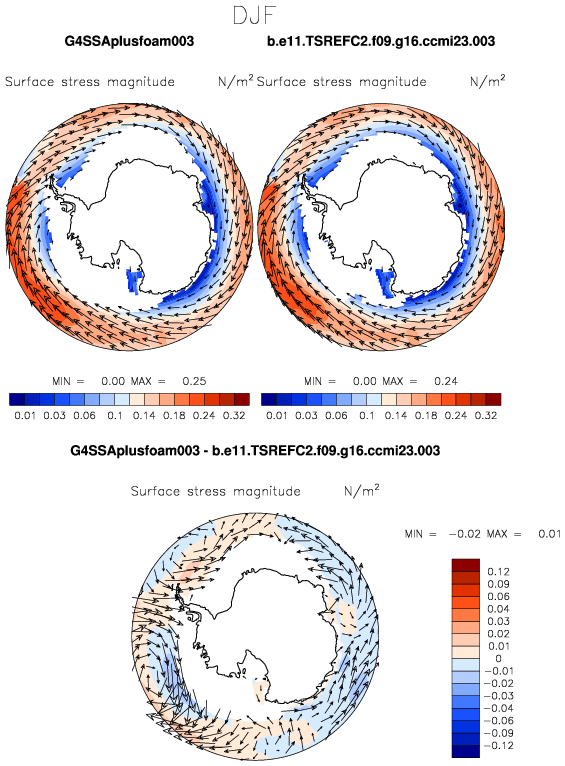 DJF
G4SSAplusfoam003 b.e11.TSREFC2.f09.g16.ccmi23.003
Surface stress magnitude N/m² Surface stress magnitude N/m²
MIN = 0.00 MAX = 0.25 MIN = 0.00 MAX = 0.24
0.01 0.03 0.06 0.1 0.14 0.18 0.24 0.32 0.01 0.03 0.06 0.1 0.14 0.18 0.24 0.32
G4SSAplusfoam003 - b.e11.TSREFC2.f09.g16.ccmi23.003
Surface stress magnitude N/m²
MIN = -0.02 MAX = 0.01
0.12
0.09
0.06
0.04
0.03
0.02
0.01
0
-0.01
-0.02
-0.03
-0.04
-0.06
-0.09
-0.12